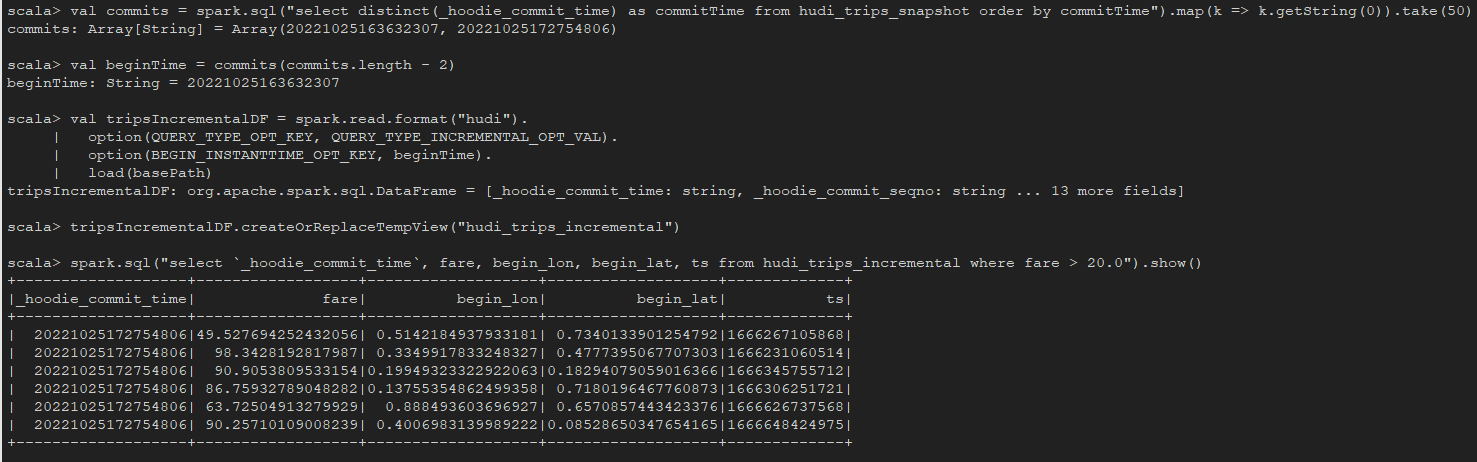 scala> val commits = spark.sql("select distinct(_hoodie_commit_time) as commitTime from hudi_trips_snapshot order by commitTime").map(k => k.getString(0)).take(50)
commits: Array[String] = Array(20221025163632307, 20221025172754806)
scala> val beginTime = commits(commits.length - 2)
beginTime: String = 20221025163632307
scala> val tripsIncrementalDF = spark.read.format("hudi").
     |   option(QUERY_TYPE_OPT_KEY, QUERY_TYPE_INCREMENTAL_OPT_VAL).
     |   option(BEGIN_INSTANTTIME_OPT_KEY, beginTime).
     |   load(basePath)
tripsIncrementalDF: org.apache.spark.sql.DataFrame = [_hoodie_commit_time: string, _hoodie_commit_seqno: string ... 13 more fields]
scala> tripsIncrementalDF.createOrReplaceTempView("hudi_trips_incremental")
scala> spark.sql("select `_hoodie_commit_time`, fare, begin_lon, begin_lat, ts from hudi_trips_incremental where fare > 20.0").show()
+-------------------+------------------+-------------------+-------------------+-------------+
|_hoodie_commit_time|              fare|          begin_lon|          begin_lat|           ts|
+-------------------+------------------+-------------------+-------------------+-------------+
|  20221025172754806|49.527694252432056| 0.5142184937933181| 0.7340133901254792|1666267105868|
|  20221025172754806|  98.3428192817987| 0.3349917833248327| 0.4777395067707303|1666231060514|
|  20221025172754806|  90.9053809533154|0.19949323322922063|0.18294079059016366|1666345755712|
|  20221025172754806| 86.75932789048282|0.13755354862499358| 0.7180196467760873|1666306251721|
|  20221025172754806| 63.72504913279929|  0.888493603696927| 0.6570857443423376|1666626737568|
|  20221025172754806| 90.25710109008239| 0.4006983139989222|0.08528650347654165|1666648424975|
+-------------------+------------------+-------------------+-------------------+-------------+